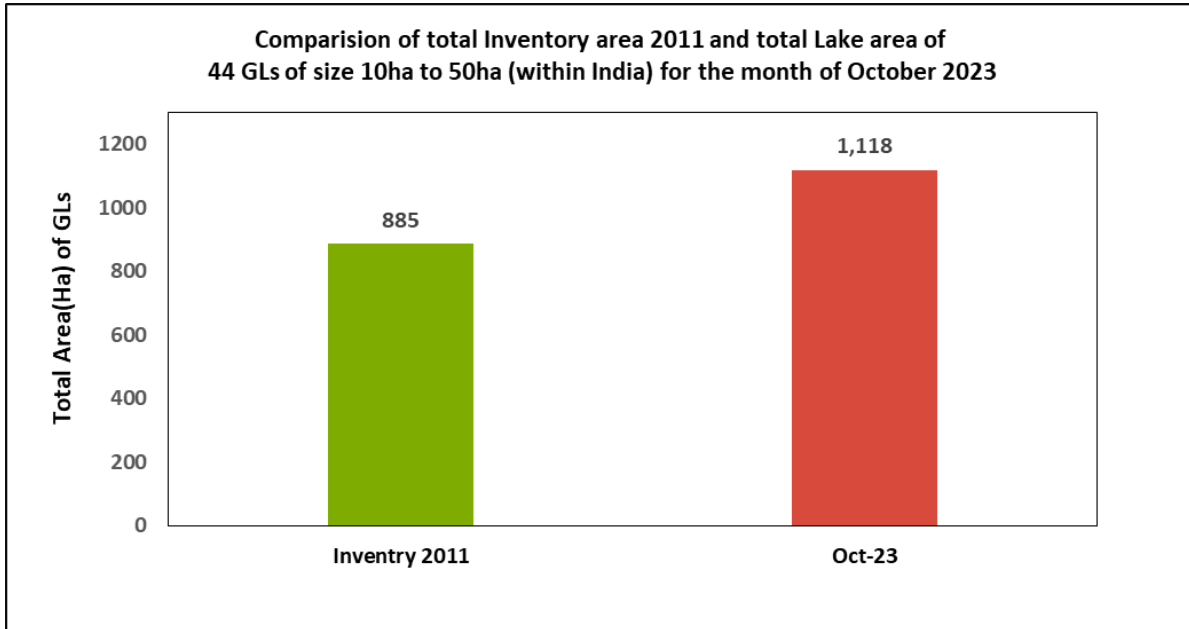 Comparision of total Inventory area 2011 and total Lake area of
44 GLs of size 10ha to 50ha (within India) for the month of October 2023
Total Area(Ha) of GLs
1200
1000
800
600
400
200
0
885
1,118
Inventry 2011
Oct-23